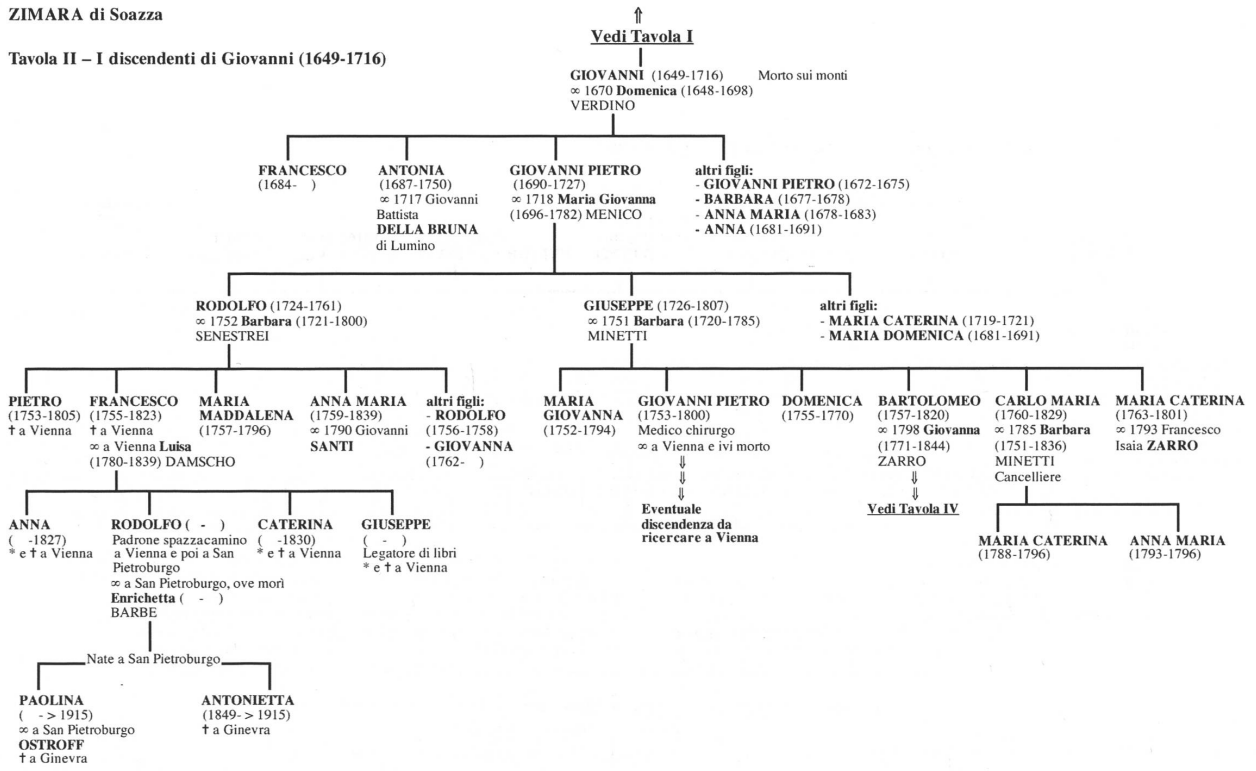 ZIMARA di Soazza
Tavola II – I discendenti di Giovanni (1649-1716)
⇑
Vedi Tavola I
GIOVANNI (1649-1716) Morto sui monti
∞ 1670 Domenica (1648-1698)
VERDINO
FRANCESCO
(1684- )
ANTONIA
(1687-1750)
∞ 1717 Giovanni
Battista
DELLA BRUNA
di Lumino
GIOVANNI PIETRO
(1690-1727)
∞ 1718 Maria Giovanna
(1696-1782) MENICO
altri figli:
- GIOVANNI PIETRO (1672-1675)
- BARBARA (1677-1678)
- ANNA MARIA (1678-1683)
- ANNA (1681-1691)
RODOLFO (1724-1761)
∞ 1752 Barbara (1721-1800)
SENESTREI
GIUSEPPE (1726-1807)
∞ 1751 Barbara (1720-1785)
MINETTI
altri figli:
- MARIA CATERINA (1719-1721)
- MARIA DOMENICA (1681-1691)
PIETRO
(1753-1805)
† a Vienna
FRANCESCO
(1755-1823)
† a Vienna
∞ a Vienna Luisa
(1780-1839) DAMSCHO
MARIA
MADDALENA
(1757-1796)
ANNA MARIA
(1759-1839)
∞ 1790 Giovanni
SANTI
altri figli:
- RODOLFO
(1756-1758)
- GIOVANNA
(1762- )
MARIA
GIOVANNA
(1752-1794)
GIOVANNI PIETRO
(1753-1800)
Medico chirurgo
∞ a Vienna e ivi morto
⇓
⇓
⇓
Eventuale
discendenza da
ricercare a Vienna
DOMENICA
(1755-1770)
BARTOLOMEO
(1757-1820)
∞ 1798 Giovanna
(1771-1844)
ZARRO
⇓
Vedi Tavola IV
CARLO MARIA
(1760-1829)
∞ 1785 Barbara
(1751-1836)
MINETTI
Cancelliere
MARIA CATERINA
(1763-1801)
∞ 1793 Francesco
Isaia ZARRO
ANNA
( -1827)
* e † a Vienna
RODOLFO ( - )
Padrone spazzacamino
a Vienna e poi a San
Pietroburgo
∞ a San Pietroburgo, ove morì
Enrichetta ( - )
BARBE
CATERINA
( -1830)
* e † a Vienna
GIUSEPPE
( - )
Legatore di libri
* e † a Vienna
MARIA CATERINA
(1788-1796)
ANNA MARIA
(1793-1796)
Nate a San Pietroburgo
PAOLINA
( - > 1915)
∞ a San Pietroburgo
OSTROFF
† a Ginevra
ANTONIETTA
(1849- > 1915)
† a Ginevra